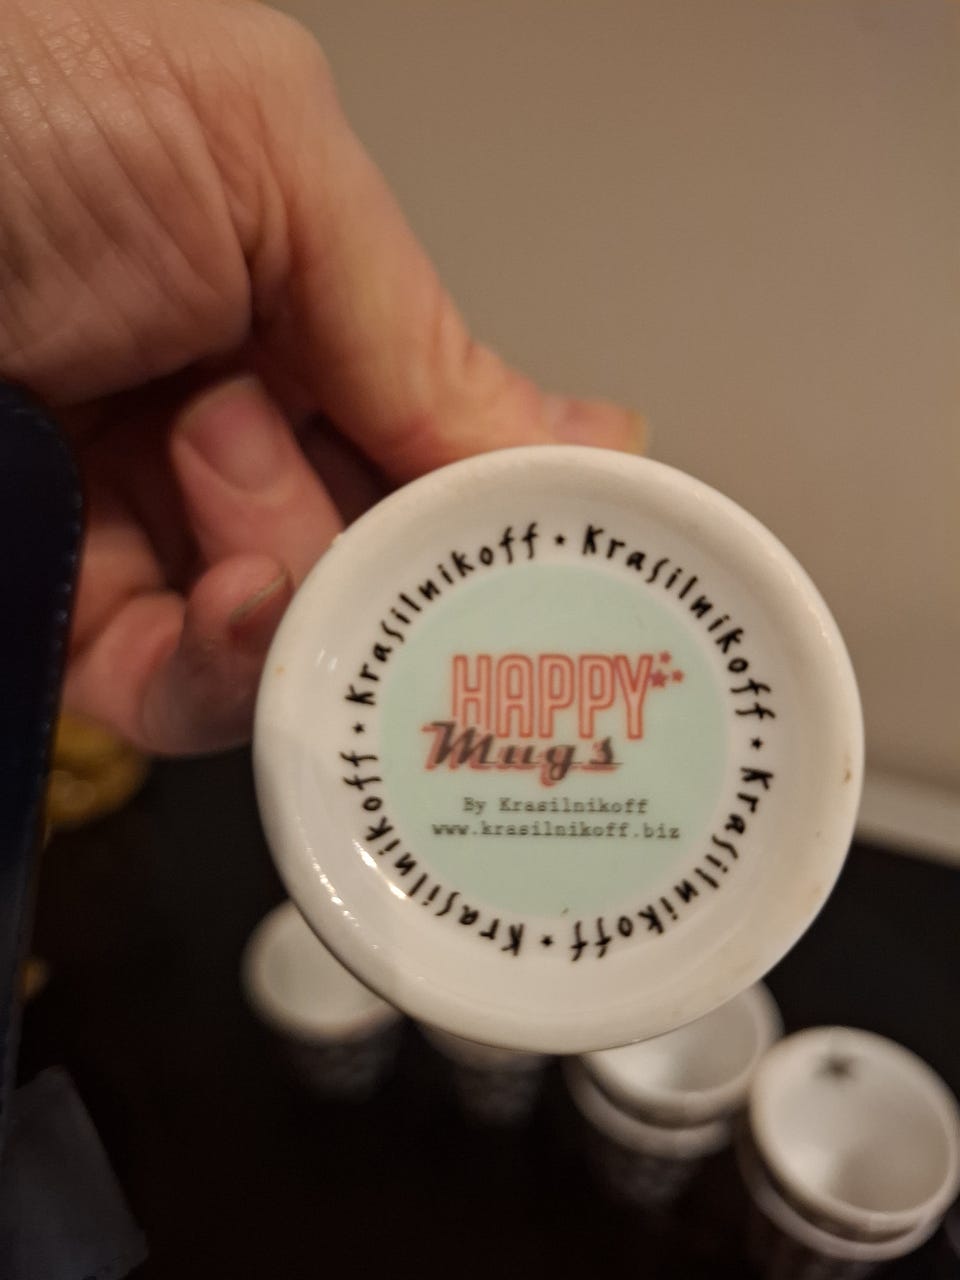 Krasilnikoff ★ Krasilnikoff ★ Krasilnikoff ★ Krasilnikoff ★
HAPPY
Mugs
By Krasilnikoff
www.krasilnikoff.biz